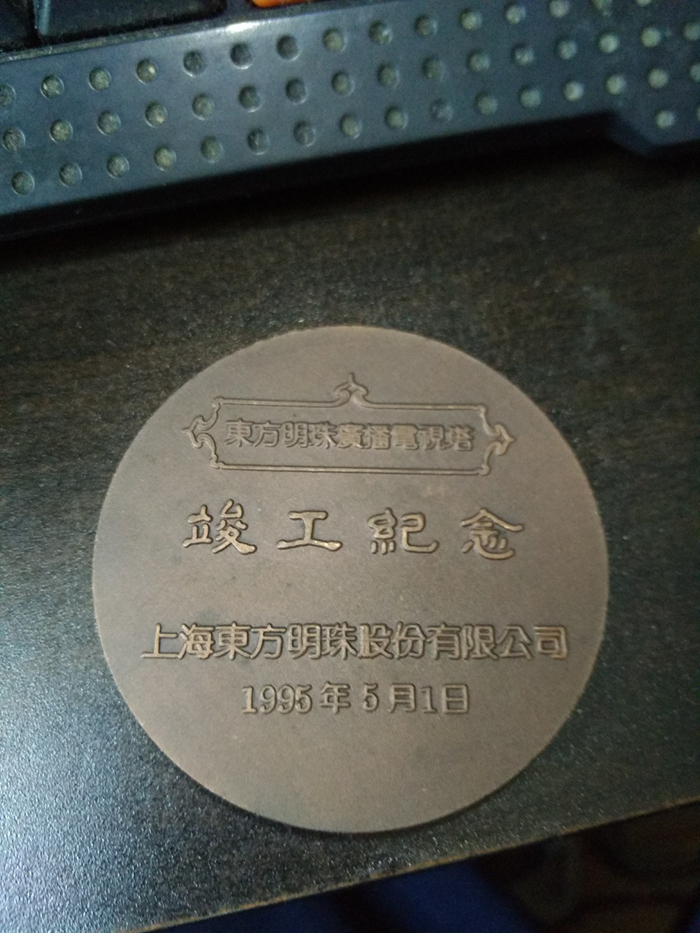 東方明珠廣播電視塔
竣工紀念
上海東方明珠股份有限公司
1995年5月1日